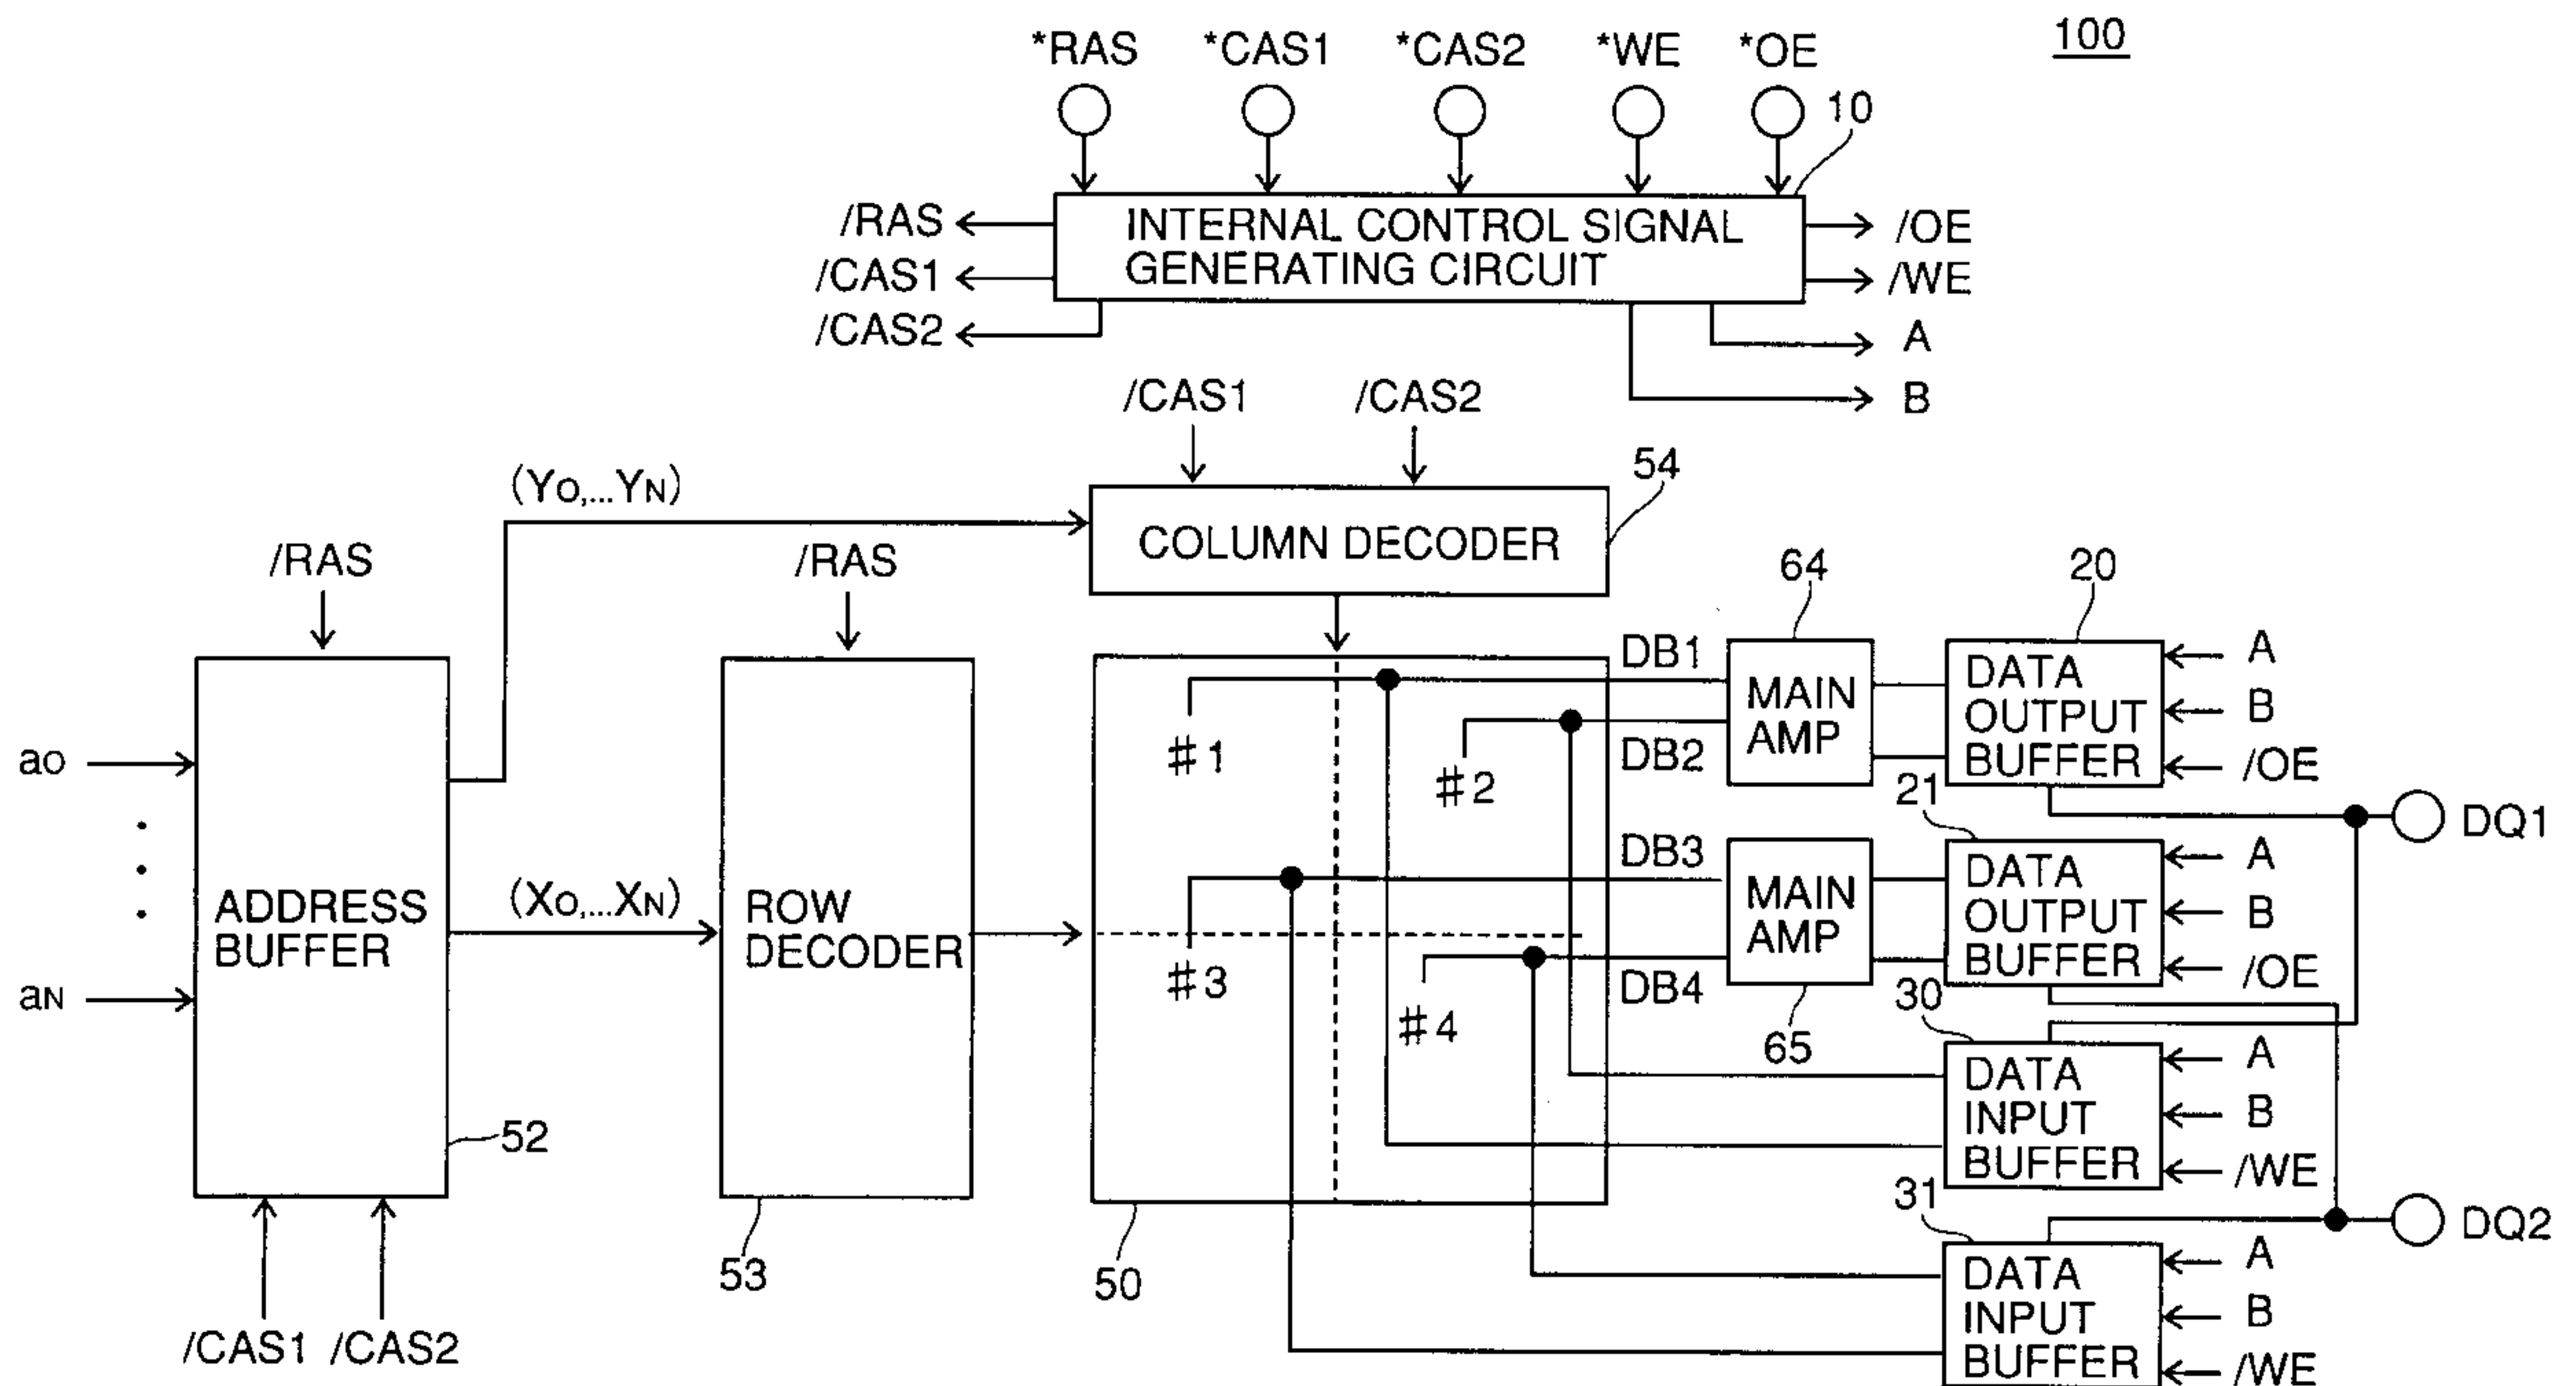 *RAS *CAS1 *CAS2 *WE *OE
100
10
/RAS
/CAS1
/CAS2
INTERNAL CONTROL SIGNAL
GENERATING CIRCUIT
/OE
/WE
A
B
/CAS1 /CAS2
54
(YO,...YN)
COLUMN DECODER
/RAS
/RAS
64
20
aO
aN
ADDRESS
BUFFER
52
/CAS1 /CAS2
(XO,...XN)
ROW
DECODER
53
#1
#2
#3
#4
50
DB1
DB2
DB3
DB4
MAIN
AMP
MAIN
AMP
65
DATA
OUTPUT
BUFFER
A
B
/OE
21
DATA
OUTPUT
BUFFER
A
B
/OE
DQ1
30
DATA
INPUT
BUFFER
A
B
/WE
31
DATA
INPUT
BUFFER
A
B
/WE
DQ2